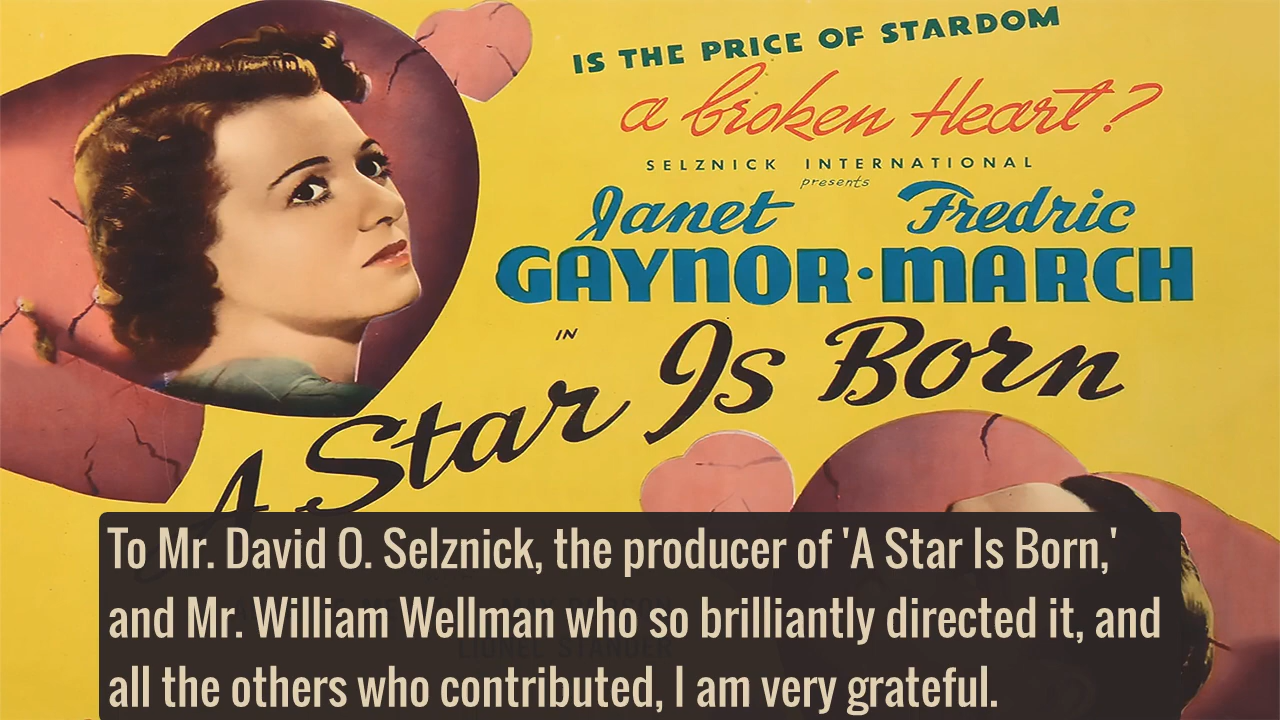 IS THE PRICE OF STARDOM
a broken Heart?
SELZNICK INTERNATIONAL
presents
Janet Fredric
GAYNOR·MARCH
IN
A Star Is Born
LIONEL STANDER
To Mr. David O. Selznick, the producer of 'A Star Is Born,'
and Mr. William Wellman who so brilliantly directed it, and
all the others who contributed, I am very grateful.